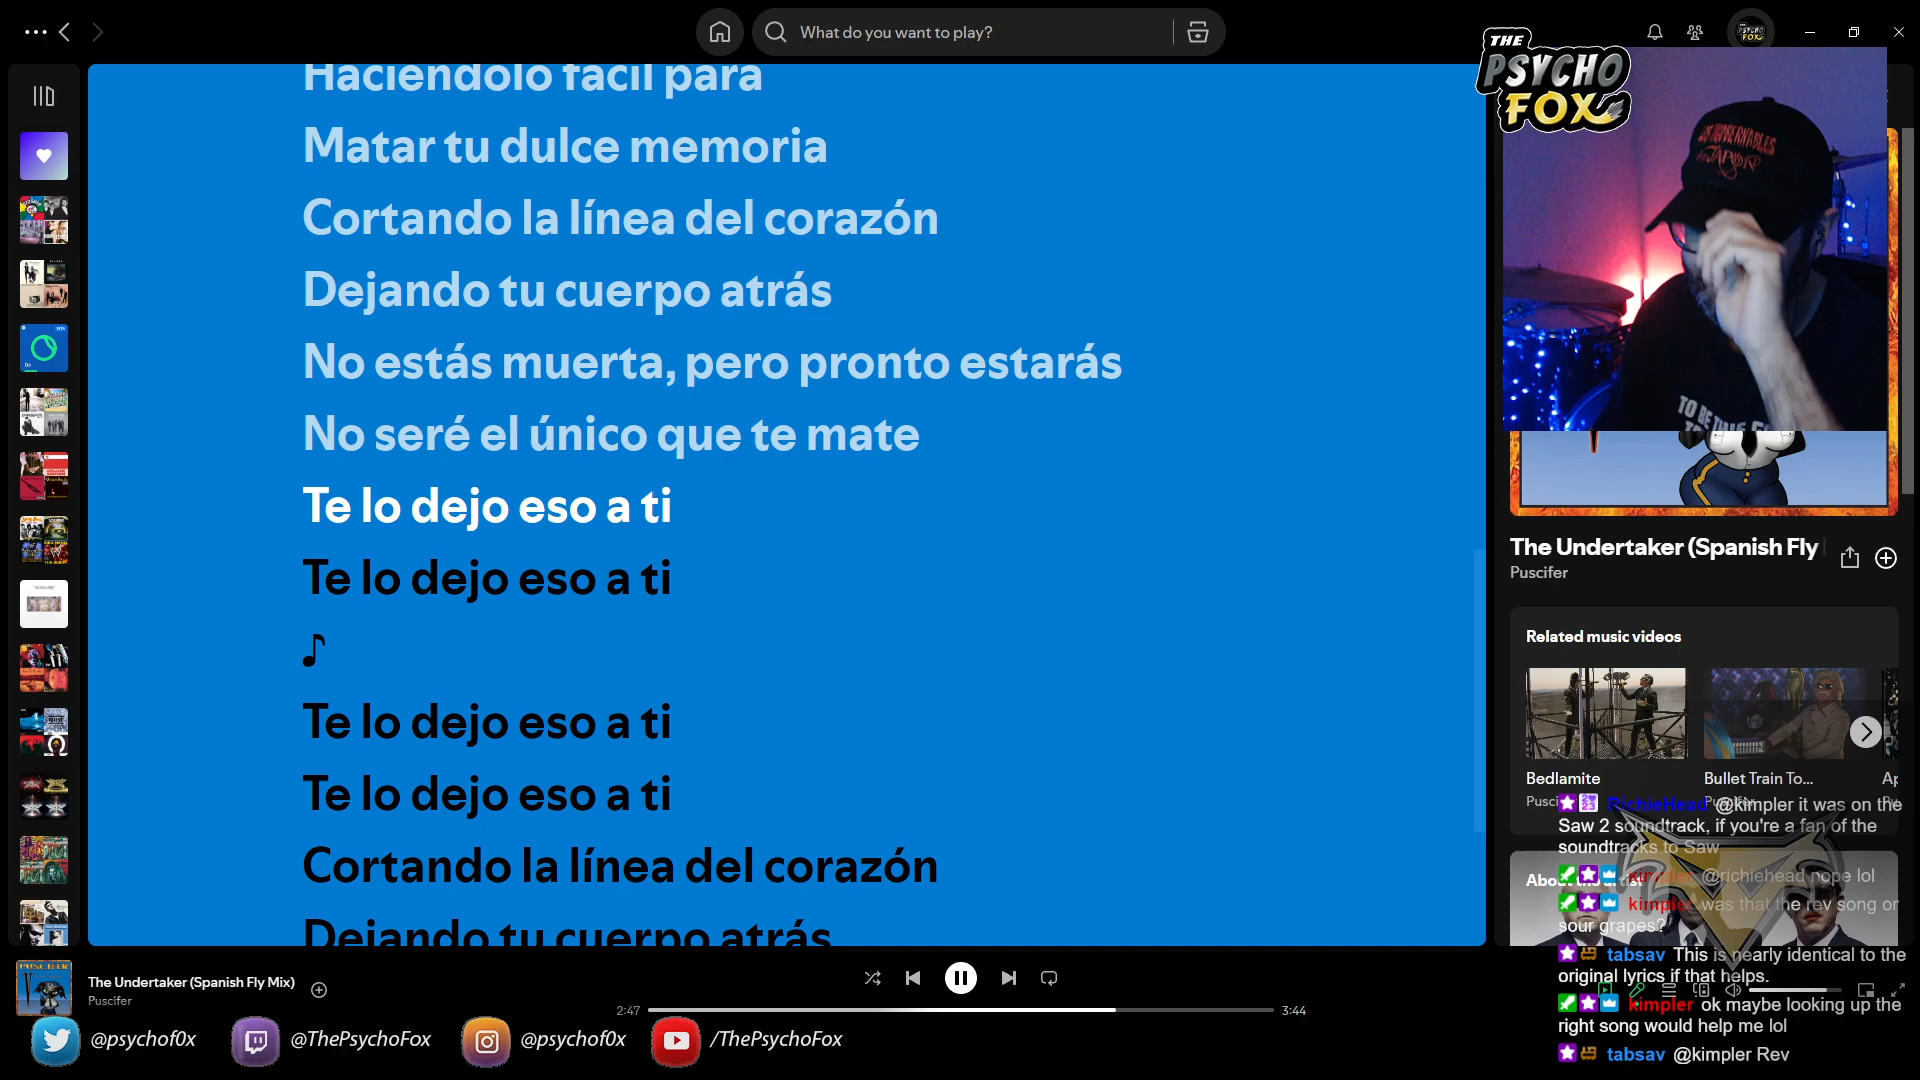 What do you want to play?
THE
PSYCHO
FOX
Haciéndolo fácil para
Matar tu dulce memoria
Cortando la línea del corazón
Dejando tu cuerpo atrás
No estás muerta, pero pronto estarás
No seré el único que te mate
Te lo dejo eso a ti
Te lo dejo eso a ti
Te lo dejo eso a ti
Te lo dejo eso a ti
Cortando la línea del corazón
Dejando tu cuerpo atrás
The Undertaker (Spanish Fly
Puscifer
Related music videos
Bedlamite
Bullet Train To...
Ap
RichieHead @kimpler it was on the
Saw 2 soundtrack, if you're a fan of the
soundtracks to Saw
kimpler @richiehead nope lol
kimpler was that the rev song or
sour grapes?
tabsav This is nearly identical to the
original lyrics if that helps.
kimpler ok maybe looking up the
right song would help me lol
tabsav @kimpler Rev
PUSCIFER
The Undertaker (Spanish Fly Mix)
Puscifer
2:47
3:44
@psychof0x
@ThePsychoFox
@psychof0x
/ThePsychoFox